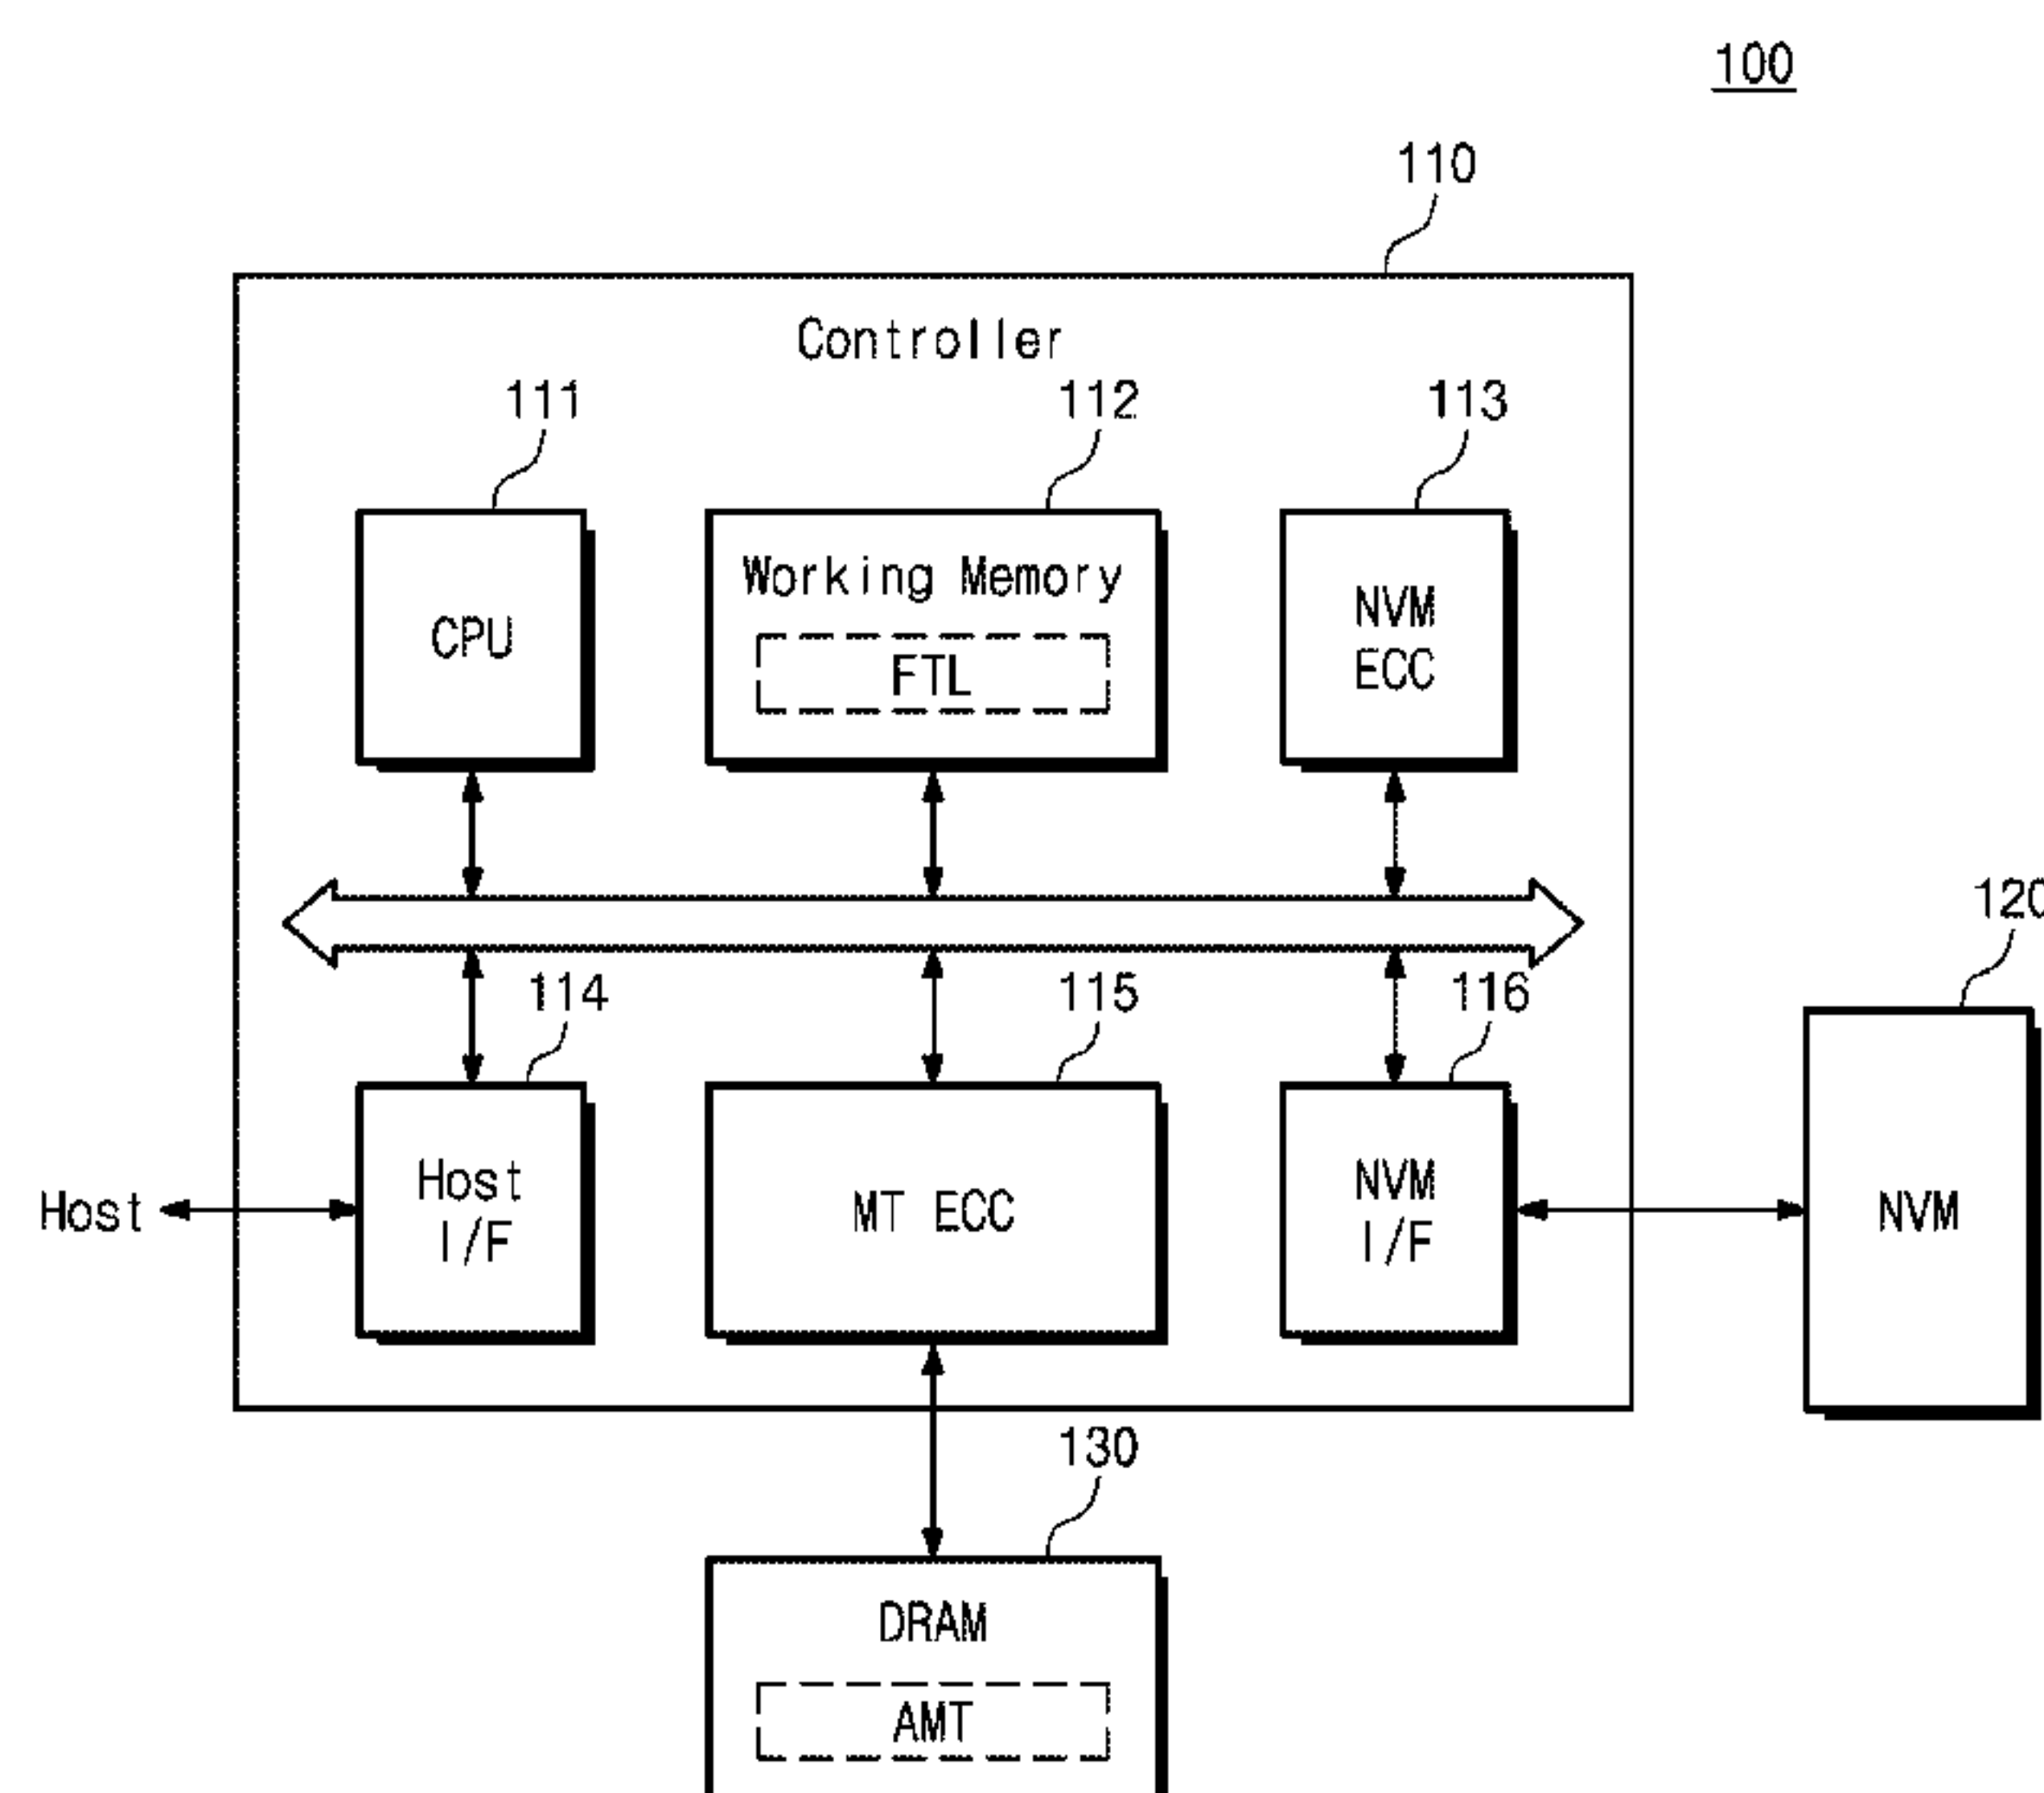 100
110
Controller
111
112
113
CPU
Working Memory
FTL
NVM
ECC
120
114
115
116
Host
Host
I/F
MT ECC
NVM
I/F
NVM
130
DRAM
AMT